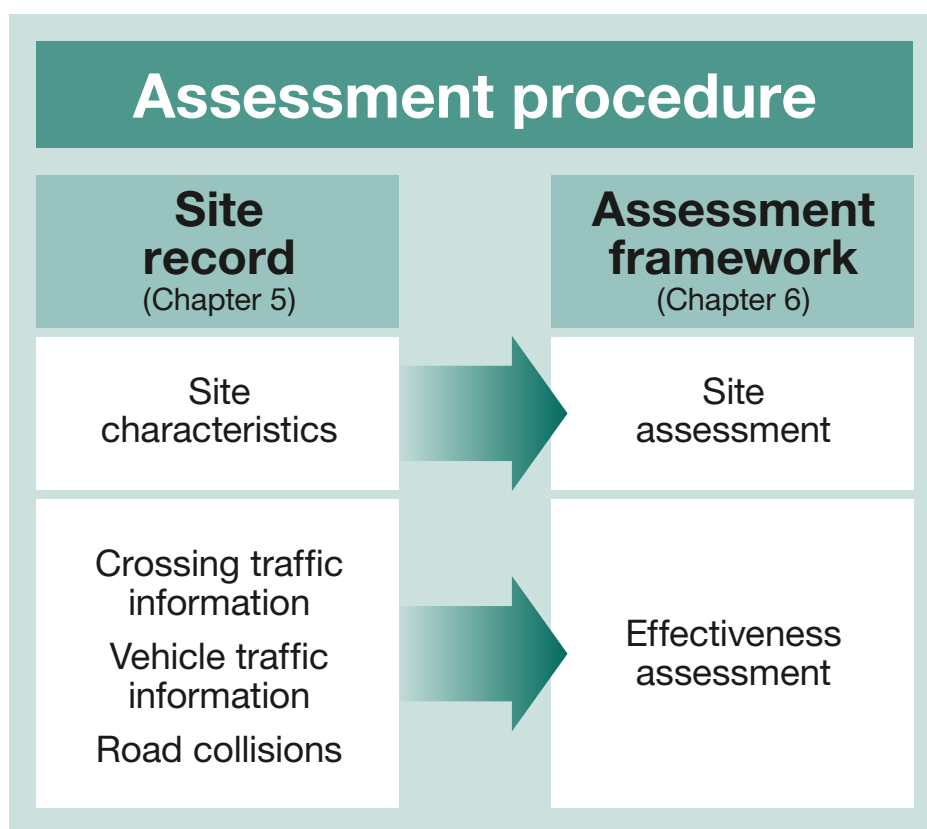 Assessment procedure
Site
record
(Chapter 5)
Assessment
framework
(Chapter 6)
Site
characteristics
Site
assessment
Crossing traffic
information
Vehicle traffic
information
Road collisions
Effectiveness
assessment